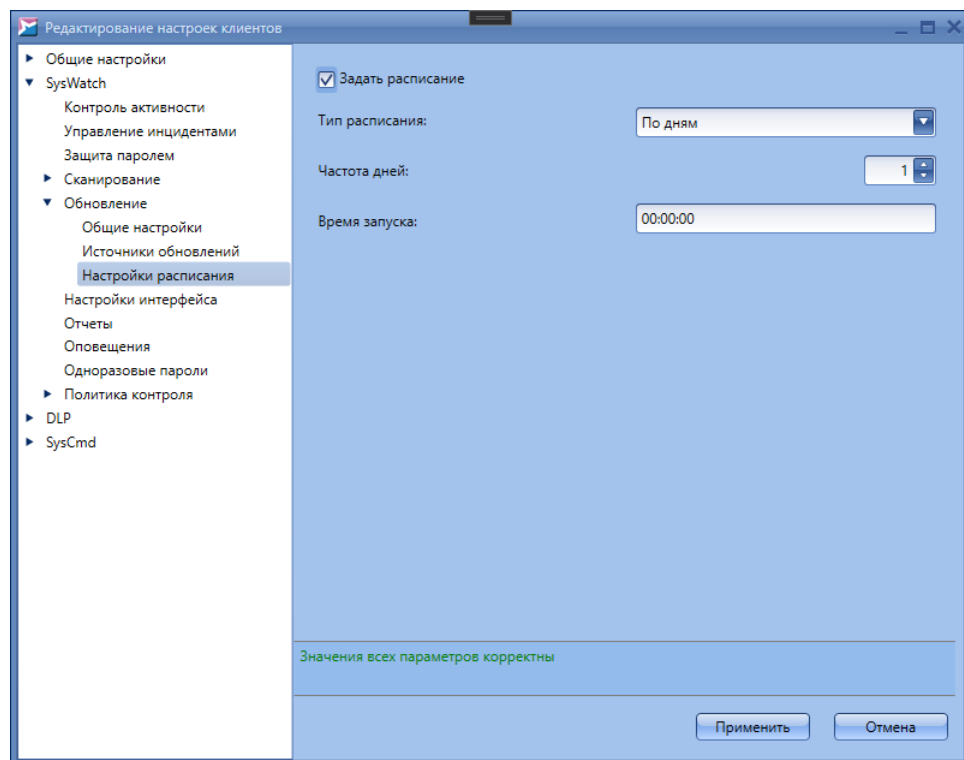 Редактирование настроек клиентов
Общие настройки
SysWatch
Контроль активности
Управление инцидентами
Защита паролем
Сканирование
Обновление
Общие настройки
Источники обновлений
Настройки расписания
Настройки интерфейса
Отчеты
Оповещения
Одноразовые пароли
Политика контроля
DLP
SysCmd
Задать расписание
Тип расписания: По дням
Частота дней: 1
Время запуска: 00:00:00
Значения всех параметров корректны
Применить Отмена